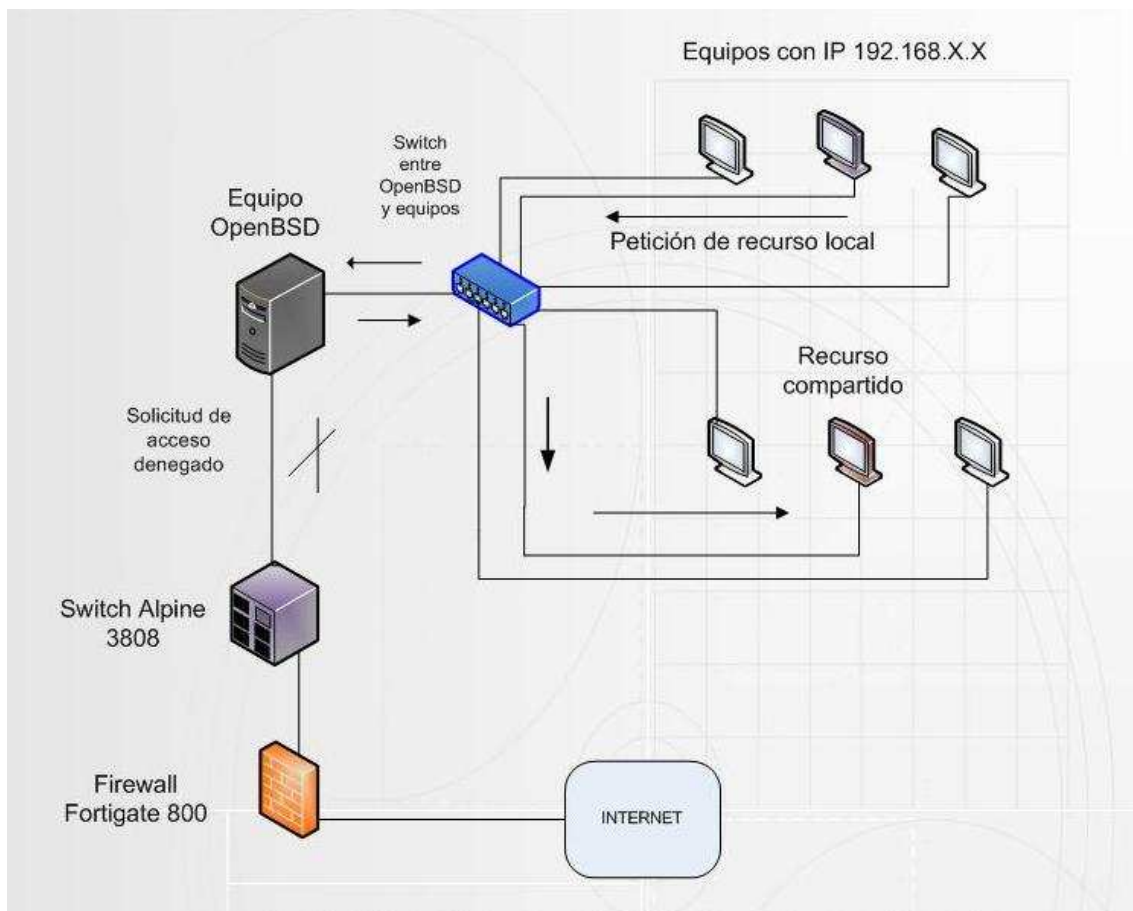 Equipos con IP 192.168.X.X
Switch
entre
OpenBSD
y equipos
Equipo
OpenBSD
Petición de recurso local
Recurso
compartido
Solicitud de
acceso
denegado
Switch Alpine
3808
Firewall
Fortigate 800
INTERNET